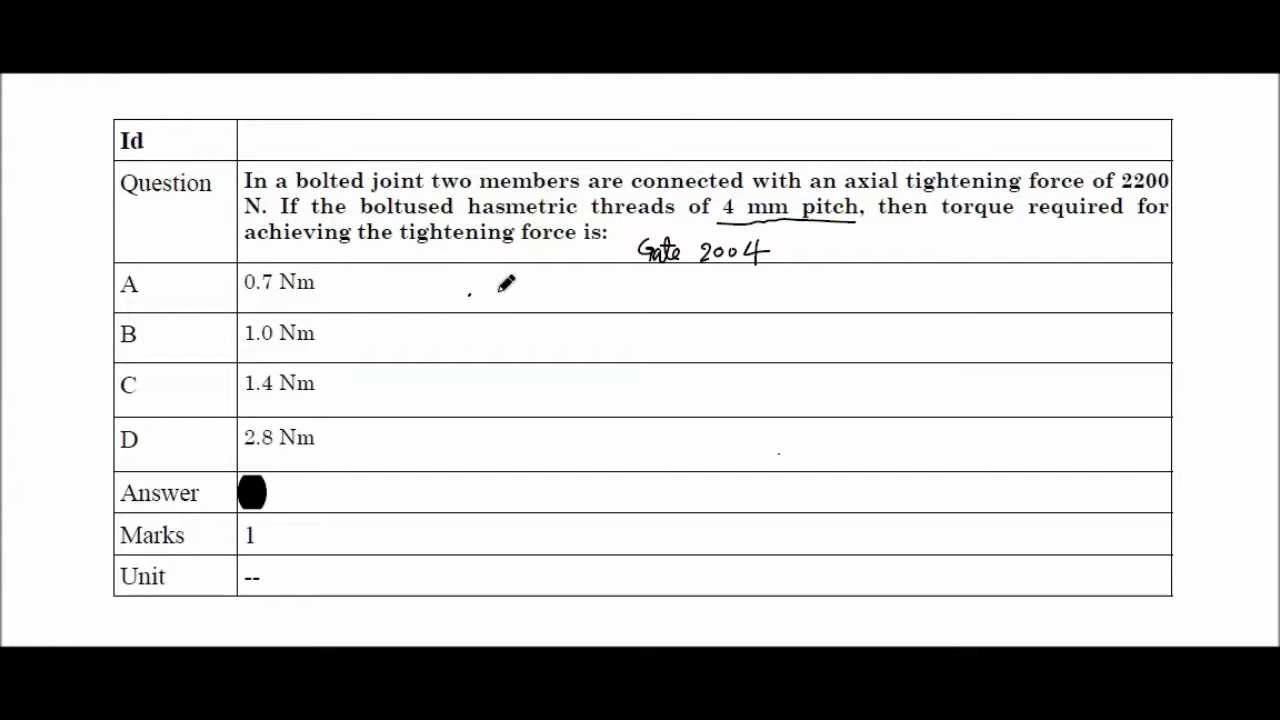 Id
Question In a bolted joint two members are connected with an axial tightening force of 2200
N. If the boltused hasmetric threads of 4 mm pitch, then torque required for
achieving the tightening force is:
Gate 2004
A 0.7 Nm
B 1.0 Nm
C 1.4 Nm
D 2.8 Nm
Answer
Marks 1
Unit --